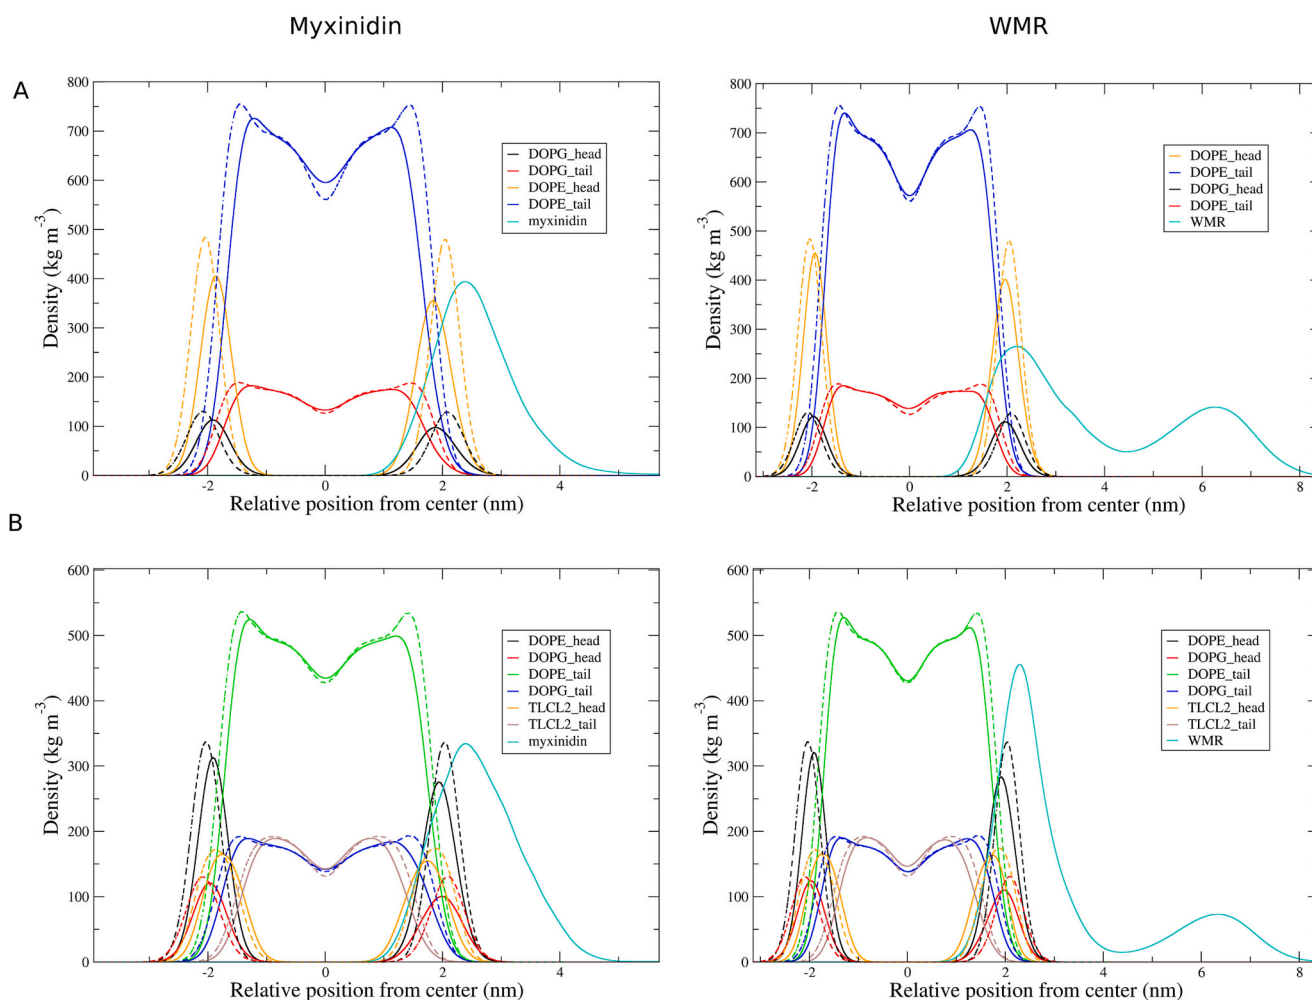 Myxinidin
WMR
A
800
700
600
500
400
300
200
100
0
Density (kg m-3)
-2
0
2
4
Relative position from center (nm)
DOPG_head
DOPG_tail
DOPE_head
DOPE_tail
myxinidin
800
700
600
500
400
300
200
100
0
Density (kg m-3)
-2
0
2
4
6
8
Relative position from center (nm)
DOPE_head
DOPE_tail
DOPG_head
DOPE_tail
WMR
B
600
500
400
300
200
100
0
Density (kg m-3)
-2
0
2
4
Relative position from center (nm)
DOPE_head
DOPG_head
DOPE_tail
DOPG_tail
TLCL2_head
TLCL2_tail
myxinidin
600
500
400
300
200
100
0
Density (kg m-3)
-2
0
2
4
6
8
Relative position from center (nm)
DOPE_head
DOPG_head
DOPE_tail
DOPG_tail
TLCL2_head
TLCL2_tail
WMR